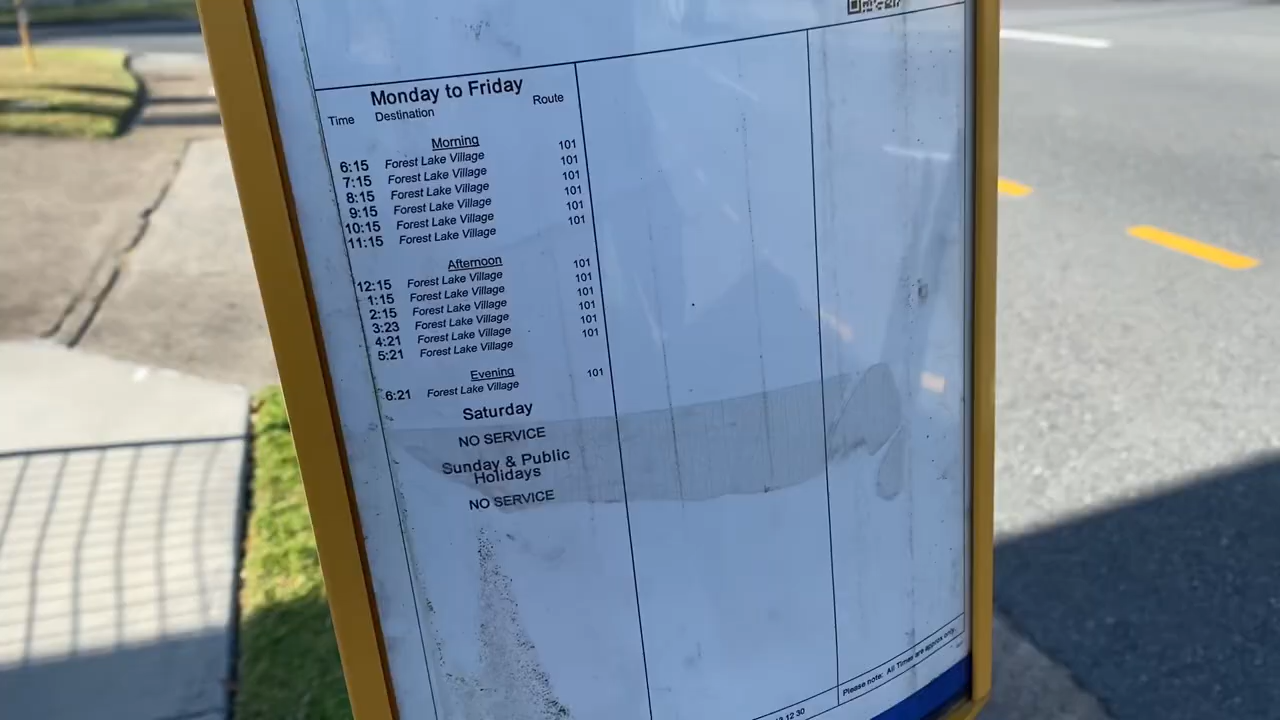 Monday to Friday
Time Destination Route
Morning
6:15 Forest Lake Village 101
7:15 Forest Lake Village 101
8:15 Forest Lake Village 101
9:15 Forest Lake Village 101
10:15 Forest Lake Village 101
11:15 Forest Lake Village 101
Afternoon
12:15 Forest Lake Village 101
1:15 Forest Lake Village 101
2:15 Forest Lake Village 101
3:23 Forest Lake Village 101
4:21 Forest Lake Village 101
5:21 Forest Lake Village 101
Evening
6:21 Forest Lake Village 101
Saturday
NO SERVICE
Sunday & Public
Holidays
NO SERVICE
Please note: All Times are approx only.
12:30